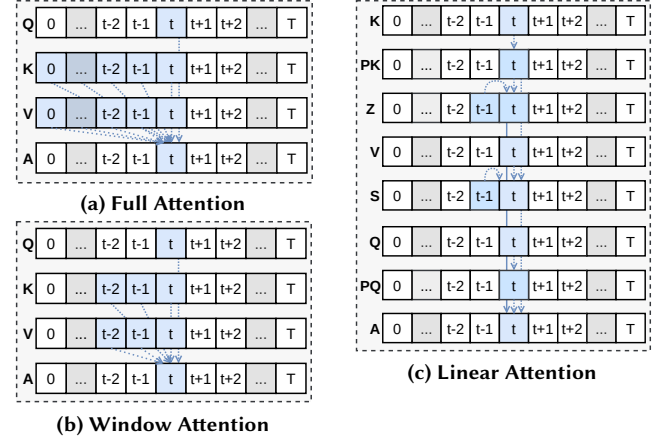 Q 0 ... t-2 t-1 t t+1 t+2 ... T
K 0 ... t-2 t-1 t t+1 t+2 ... T
V 0 ... t-2 t-1 t t+1 t+2 ... T
A 0 ... t-2 t-1 t t+1 t+2 ... T
(a) Full Attention
Q 0 ... t-2 t-1 t t+1 t+2 ... T
K 0 ... t-2 t-1 t t+1 t+2 ... T
V 0 ... t-2 t-1 t t+1 t+2 ... T
A 0 ... t-2 t-1 t t+1 t+2 ... T
(b) Window Attention
K 0 ... t-2 t-1 t t+1 t+2 ... T
PK 0 ... t-2 t-1 t t+1 t+2 ... T
Z 0 ... t-2 t-1 t t+1 t+2 ... T
V 0 ... t-2 t-1 t t+1 t+2 ... T
S 0 ... t-2 t-1 t t+1 t+2 ... T
Q 0 ... t-2 t-1 t t+1 t+2 ... T
PQ 0 ... t-2 t-1 t t+1 t+2 ... T
A 0 ... t-2 t-1 t t+1 t+2 ... T
(c) Linear Attention